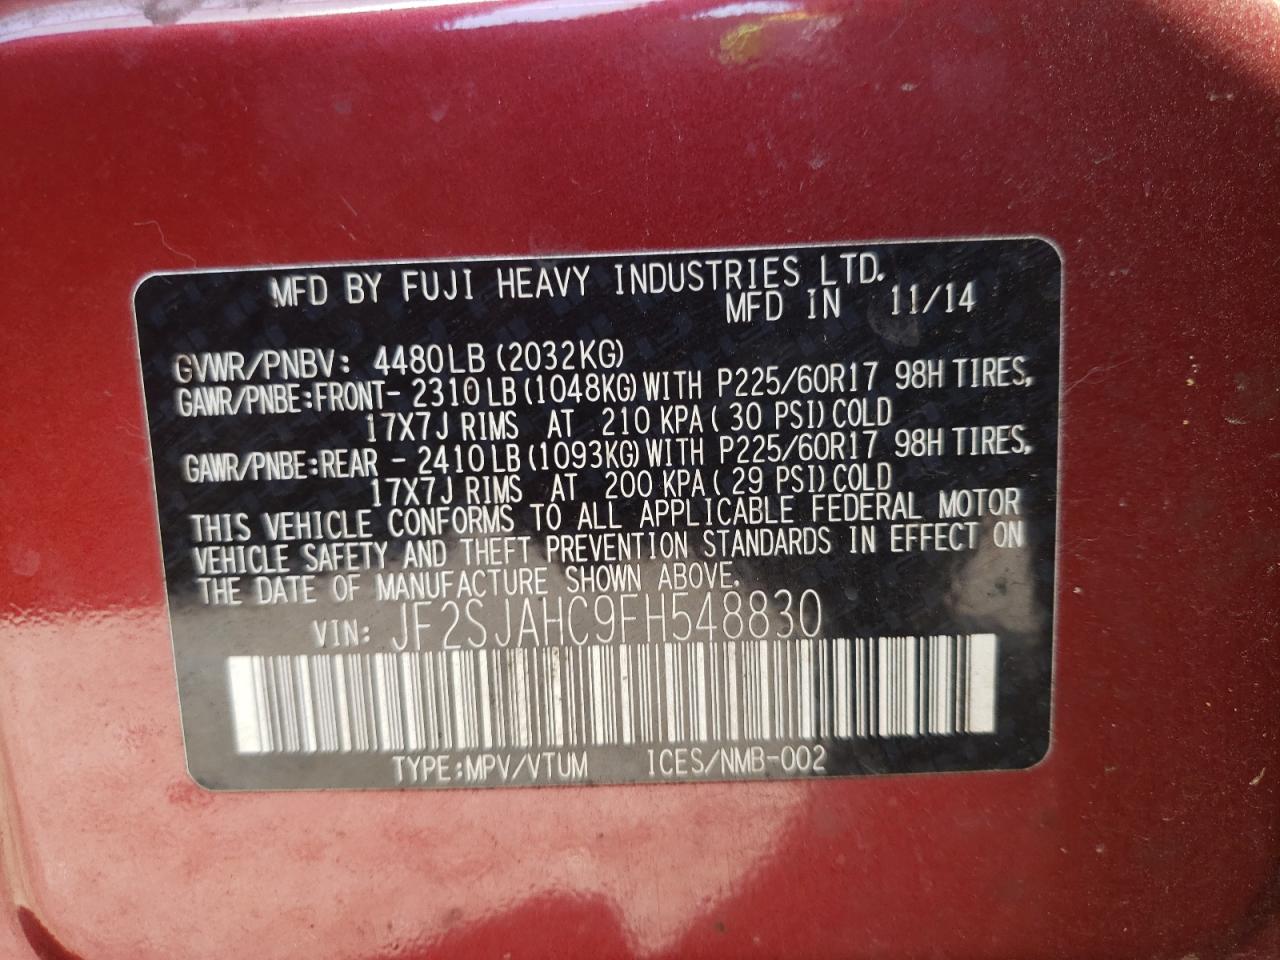 MFD BY FUJI HEAVY INDUSTRIES LTD.
MFD IN 11/14
GVWR/PNBV: 4480LB (2032KG)
GAWR/PNBE:FRONT- 2310LB (1048KG) WITH P225/60R17 98H TIRES,
17X7J RIMS AT 210 KPA( 30 PSI) COLD
GAWR/PNBE:REAR - 2410LB (1093KG) WITH P225/60R17 98H TIRES,
17X7J RIMS AT 200 KPA( 29 PSI) COLD
THIS VEHICLE CONFORMS TO ALL APPLICABLE FEDERAL MOTOR
VEHICLE SAFETY AND THEFT PREVENTION STANDARDS IN EFFECT ON
THE DATE OF MANUFACTURE SHOWN ABOVE.
VIN: JF2SJAHC9FH548830
TYPE:MPV/VTUM ICES/NMB-002